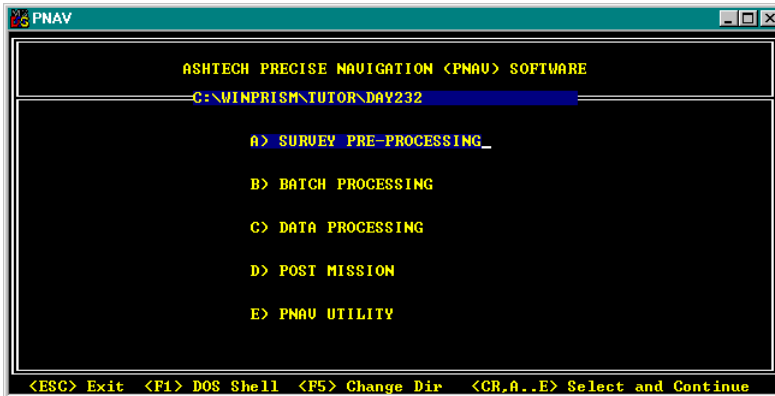 PNAV
ASHTECH PRECISE NAVIGATION (PNAV) SOFTWARE
C:\WINPRISM\TUTOR\DAY232
A) SURVEY PRE-PROCESSING_
B) BATCH PROCESSING
C) DATA PROCESSING
D) POST MISSION
E) PNAV UTILITY
<ESC> Exit <F1> DOS Shell <F5> Change Dir <CR,A..E> Select and Continue